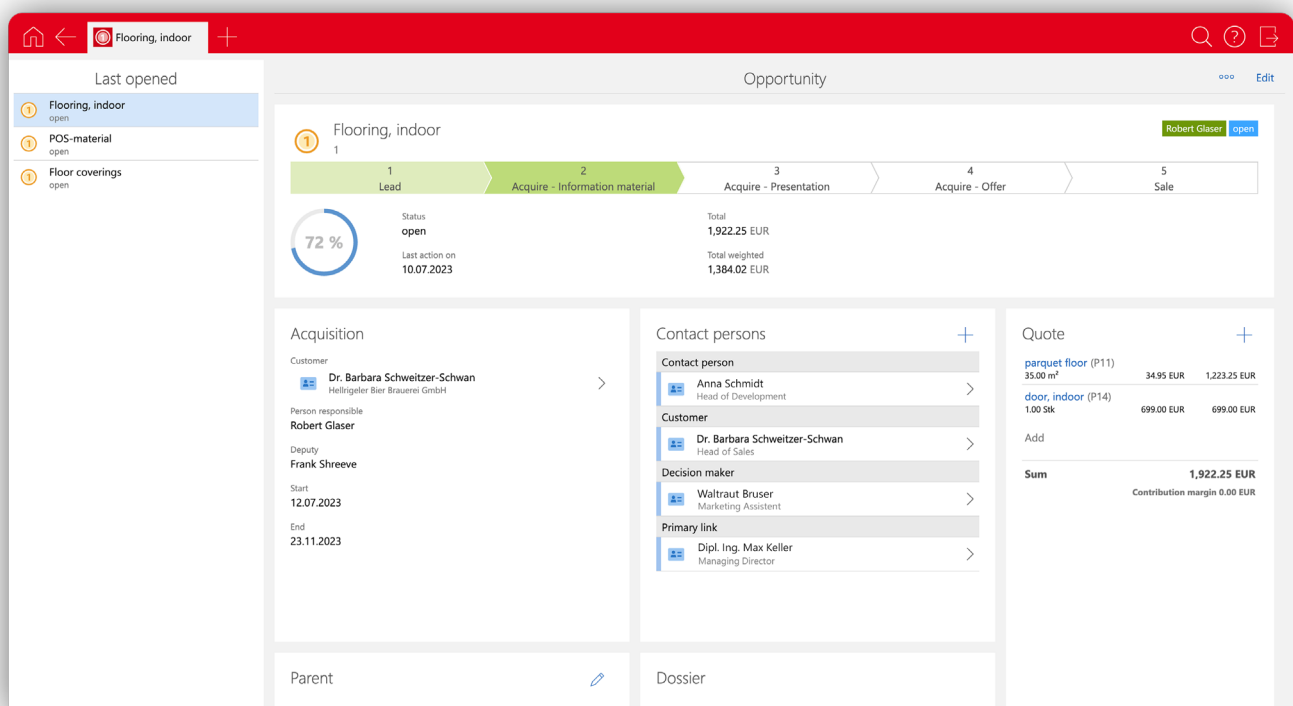 Flooring, indoor
Last opened
Flooring, indoor
open
POS-material
open
Floor coverings
open
Opportunity
Edit
Flooring, indoor
1
Robert Glaser open
1
Lead
2
Acquire - Information material
3
Acquire - Presentation
4
Acquire - Offer
5
Sale
72 %
Status
open
Last action on
10.07.2023
Total
1,922.25 EUR
Total weighted
1,384.02 EUR
Acquisition
Customer
Dr. Barbara Schweitzer-Schwan
Hellrigeler Bier Brauerei GmbH
Person responsible
Robert Glaser
Deputy
Frank Shreeve
Start
12.07.2023
End
23.11.2023
Contact persons
Contact person
Anna Schmidt
Head of Development
Customer
Dr. Barbara Schweitzer-Schwan
Head of Sales
Decision maker
Waltraut Bruser
Marketing Assistent
Primary link
Dipl. Ing. Max Keller
Managing Director
Quote
parquet floor (P11)
35.00 m² 34.95 EUR 1,223.25 EUR
door, indoor (P14)
1.00 Stk 699.00 EUR 699.00 EUR
Add
Sum 1,922.25 EUR
Contribution margin 0.00 EUR
Parent
Dossier